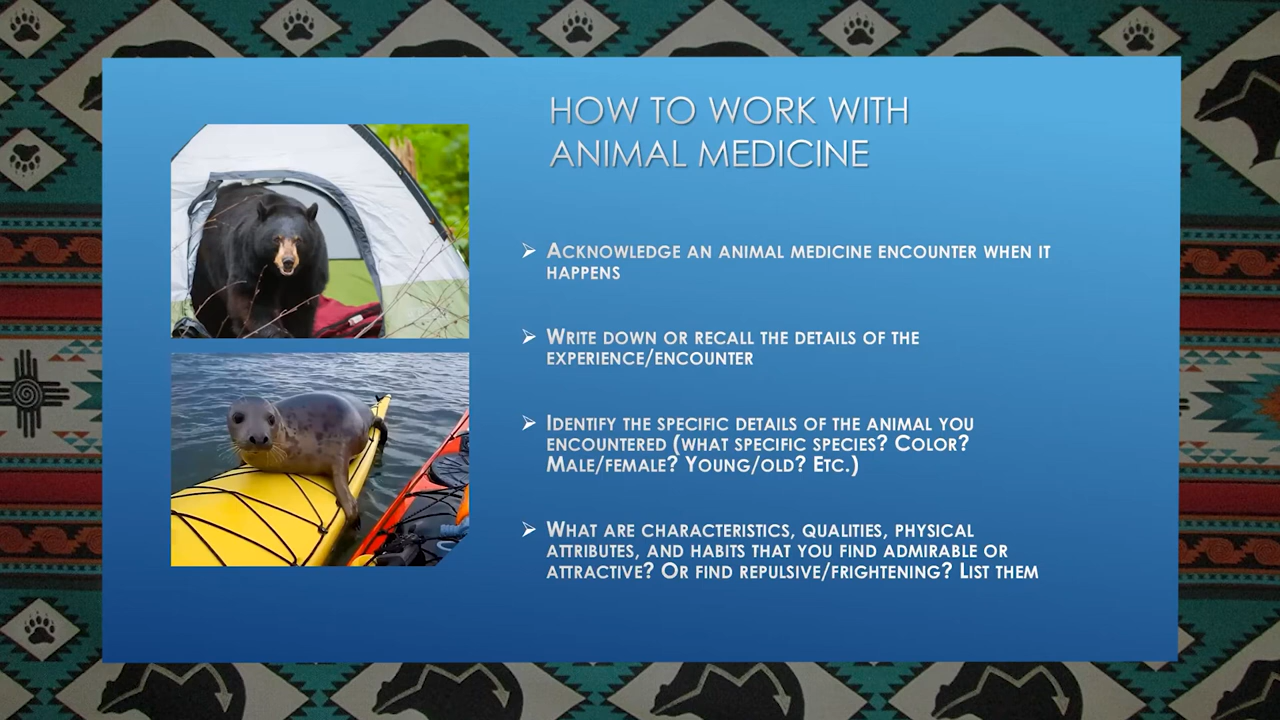 HOW TO WORK WITH
ANIMAL MEDICINE
ACKNOWLEDGE AN ANIMAL MEDICINE ENCOUNTER WHEN IT
HAPPENS
WRITE DOWN OR RECALL THE DETAILS OF THE
EXPERIENCE/ENCOUNTER
IDENTIFY THE SPECIFIC DETAILS OF THE ANIMAL YOU
ENCOUNTERED (WHAT SPECIFIC SPECIES? COLOR?
MALE/FEMALE? YOUNG/OLD? ETC.)
WHAT ARE CHARACTERISTICS, QUALITIES, PHYSICAL
ATTRIBUTES, AND HABITS THAT YOU FIND ADMIRABLE OR
ATTRACTIVE? OR FIND REPULSIVE/FRIGHTENING? LIST THEM